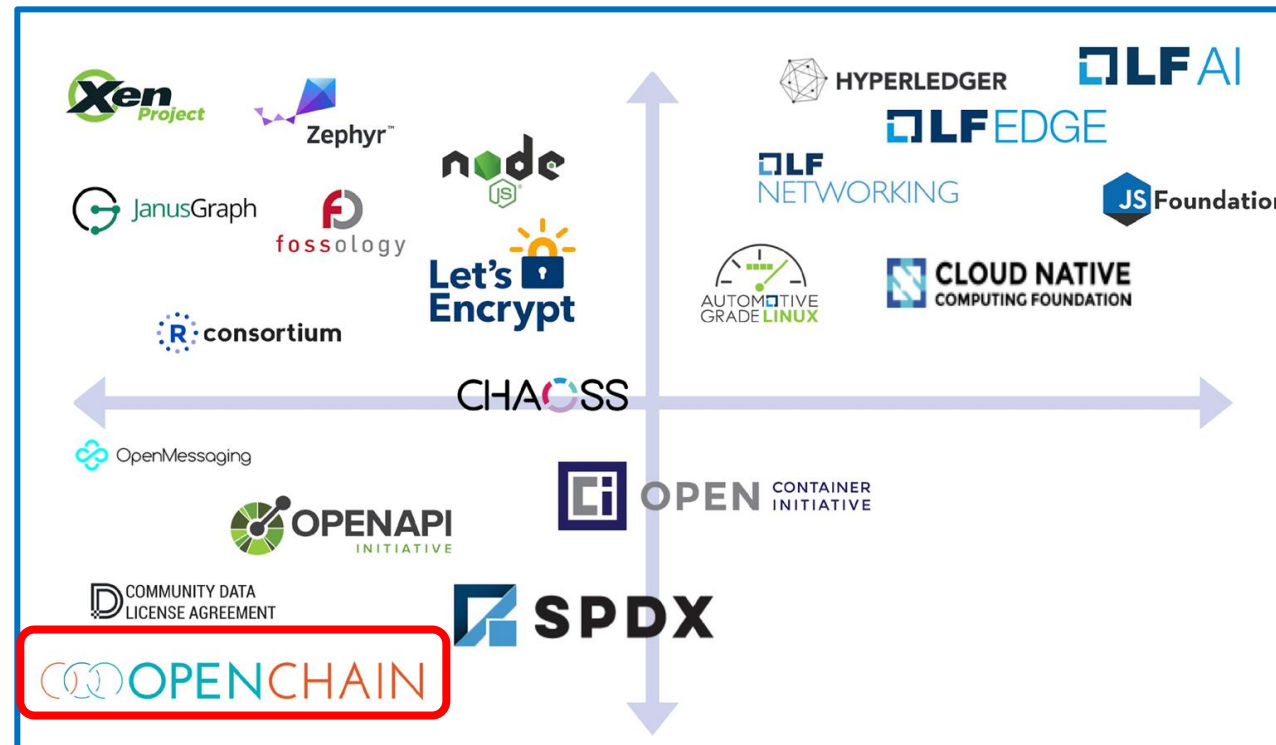 Xen
Project
Zephyr™
node
JS
HYPERLEDGER
LF AI
LF EDGE
LF
NETWORKING
JS Foundation
JanusGraph
fossology
Let's
Encrypt
AUTOMOTIVE
GRADE LINUX
CLOUD NATIVE
COMPUTING FOUNDATION
R consortium
CHAOSS
OpenMessaging
OPENAPI
INITIATIVE
Ci OPEN CONTAINER
INITIATIVE
COMMUNITY DATA
LICENSE AGREEMENT
SPDX
OPENCHAIN